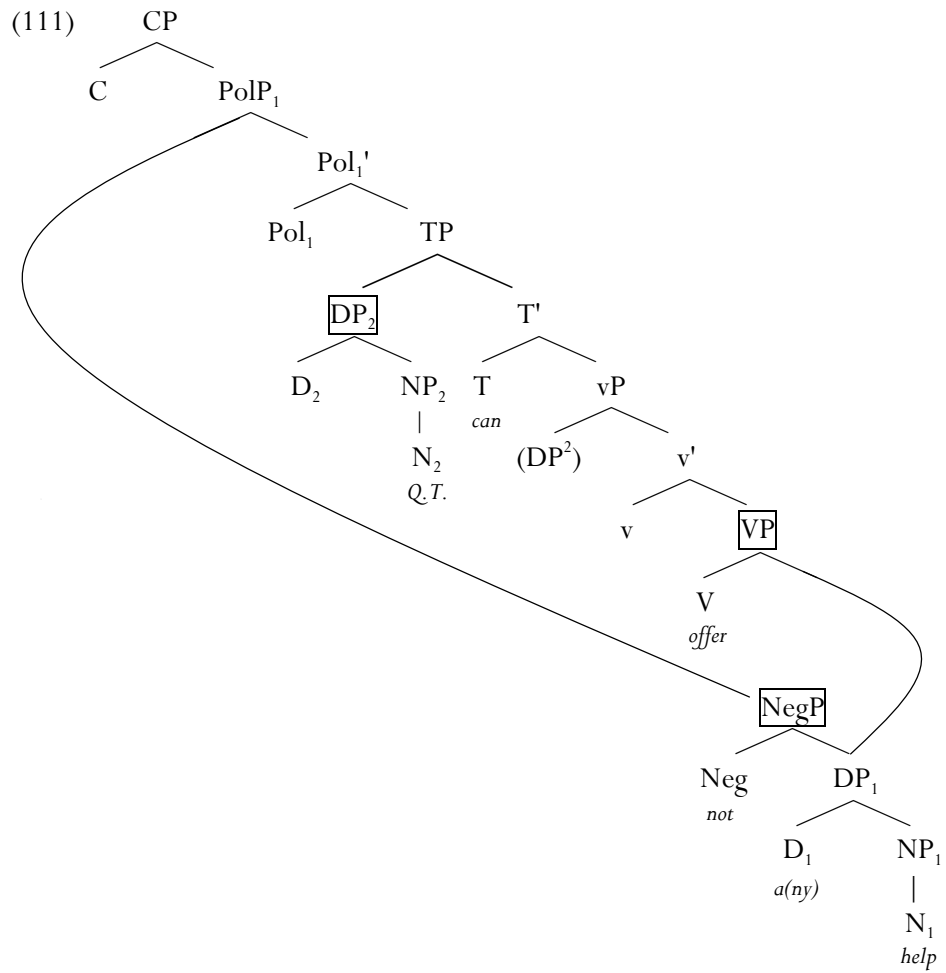 (111) CP
C PolP₁
Pol₁'
Pol₁ TP
DP₂ T'
D₂ NP₂ T vP
can
N₂ (DP²) v'
Q.T.
v VP
V
offer
NegP
Neg DP₁
not
D₁ NP₁
a(ny)
N₁
help